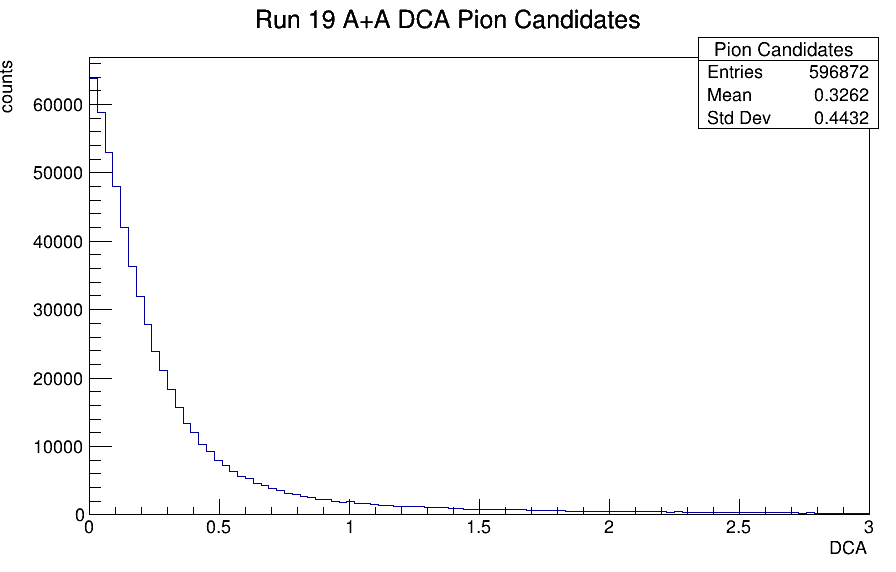 Run 19 A+A DCA Pion Candidates
Pion Candidates
Entries 596872
Mean 0.3262
Std Dev 0.4432
counts
60000
50000
40000
30000
20000
10000
0
0 0.5 1 1.5 2 2.5 3
DCA